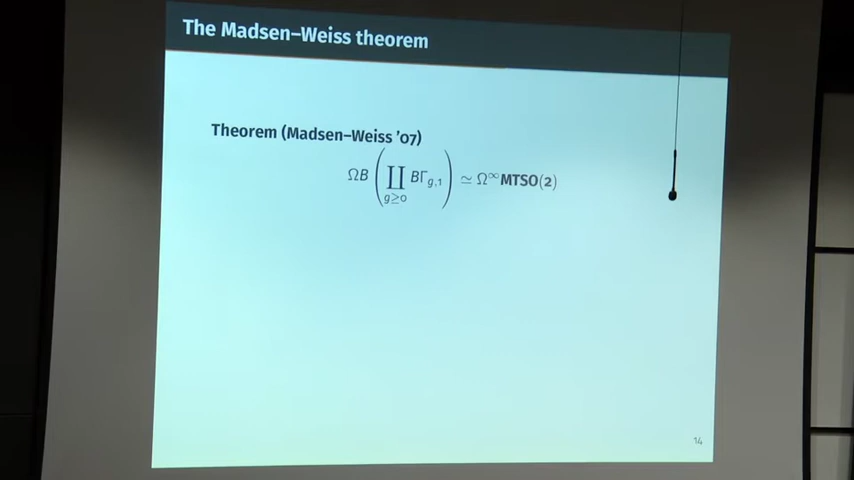 The Madsen–Weiss theorem
Theorem (Madsen–Weiss '07)
ΩB (∐_{g≥0} BΓ_{g,1}) ≃ Ω^∞ MTSO(2)
14